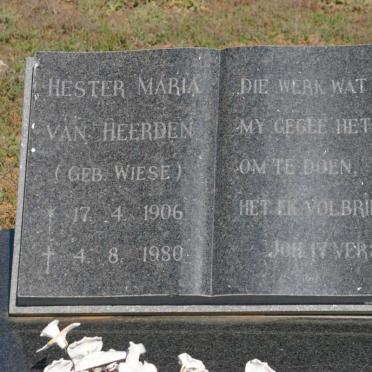 HESTER MARIA
VAN HEERDEN
(GEB. WIESE)
* 17. 4. 1906
† 4. 8. 1980
DIE WERK WAT
MY GEGEE HET
OM TE DOEN,
HET EK
JOH. 17 VERS